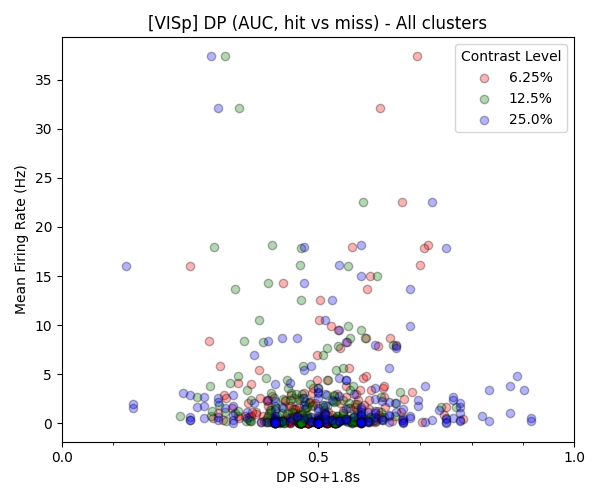 [VISp] DP (AUC, hit vs miss) - All clusters
Contrast Level
6.25%
12.5%
25.0%
Mean Firing Rate (Hz)
35
30
25
20
15
10
5
0
0.0 0.5 1.0
DP SO+1.8s